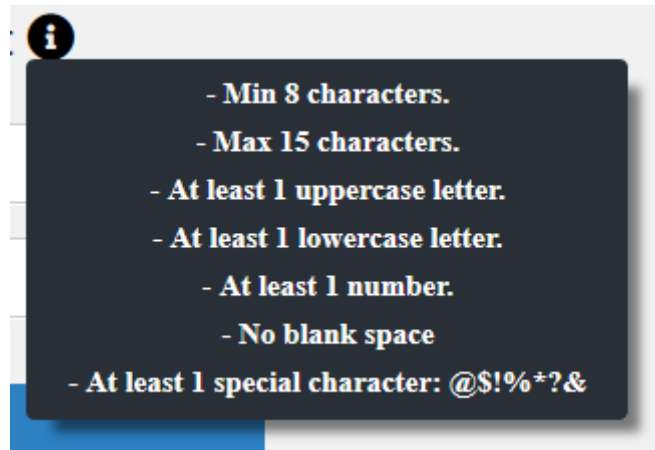 - Min 8 characters.
- Max 15 characters.
- At least 1 uppercase letter.
- At least 1 lowercase letter.
- At least 1 number.
- No blank space
- At least 1 special character: @$!%*?&